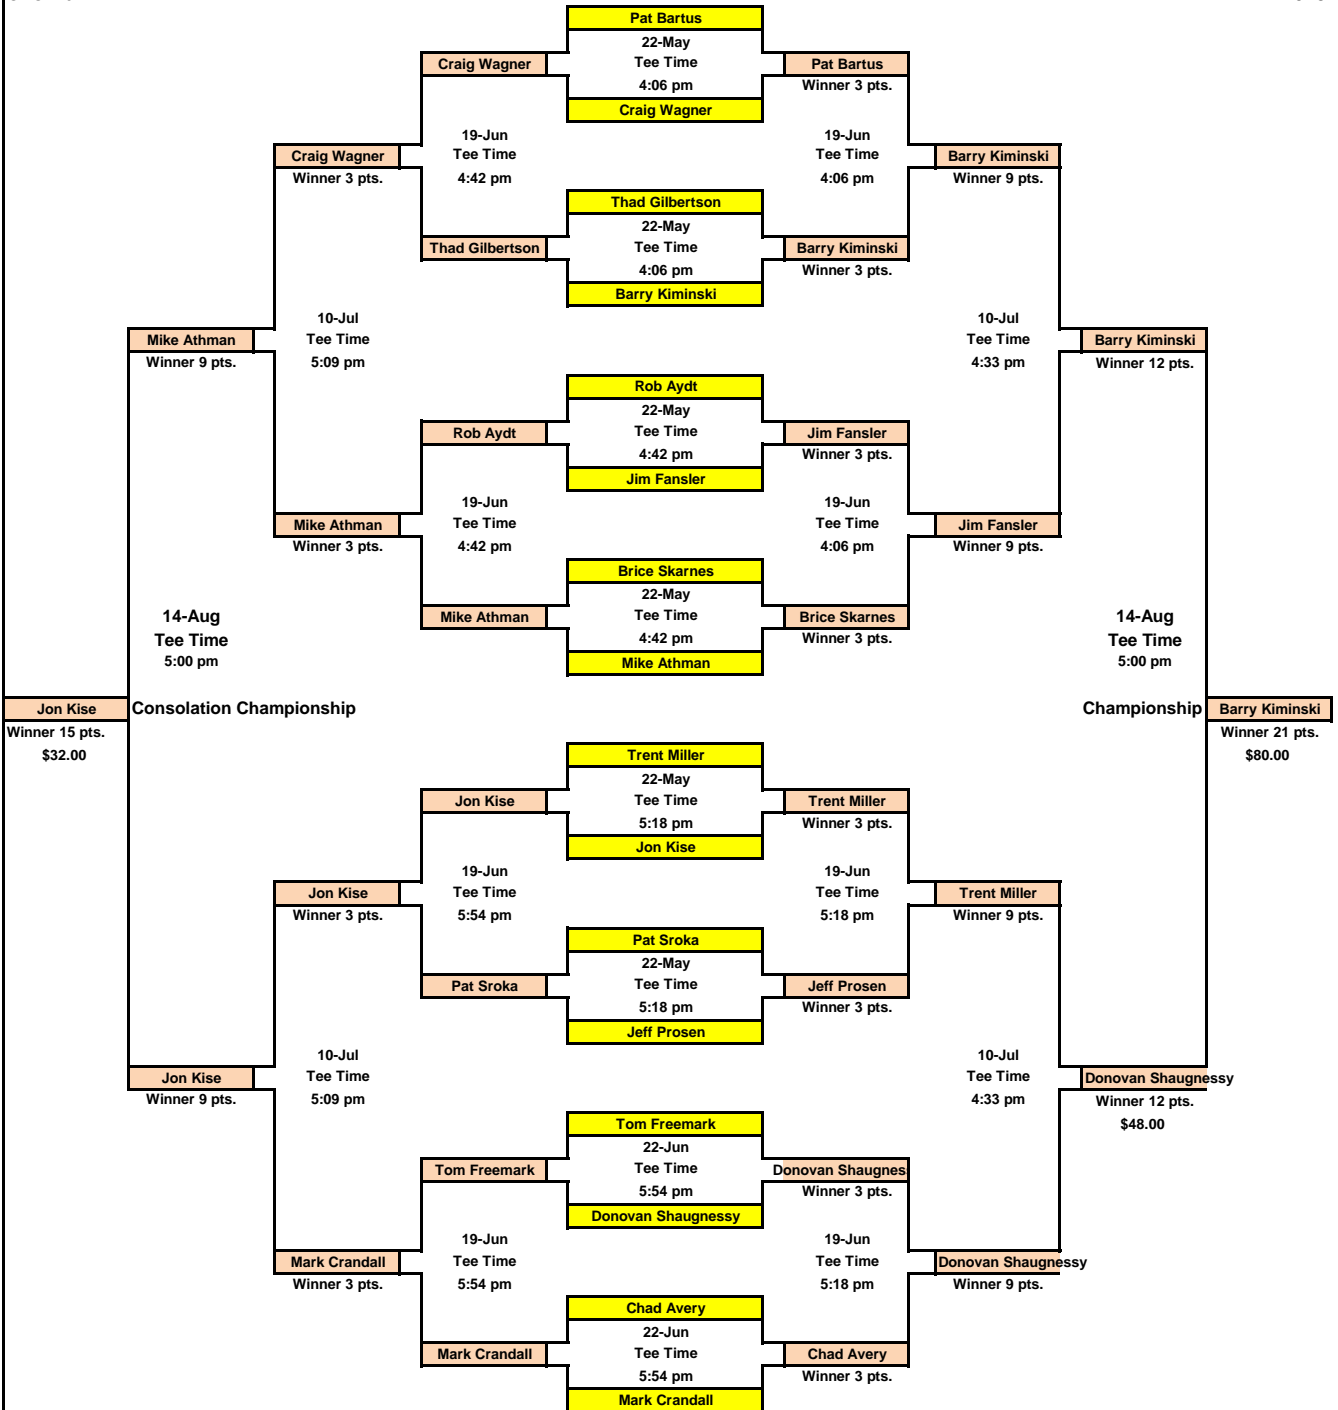 Pat Bartus
22-May
Craig Wagner Tee Time Pat Bartus
4:06 pm Winner 3 pts.
Craig Wagner
19-Jun 19-Jun
Craig Wagner Tee Time Tee Time Barry Kiminski
Winner 3 pts. 4:42 pm 4:06 pm Winner 9 pts.
Thad Gilbertson
22-May
Thad Gilbertson Tee Time Barry Kiminski
4:06 pm Winner 3 pts.
Barry Kiminski
10-Jul 10-Jul
Mike Athman Tee Time Tee Time Barry Kiminski
Winner 9 pts. 5:09 pm 4:33 pm Winner 12 pts.
Rob Aydt
22-May
Rob Aydt Tee Time Jim Fansler
4:42 pm Winner 3 pts.
Jim Fansler
19-Jun 19-Jun
Mike Athman Tee Time Tee Time Jim Fansler
Winner 3 pts. 4:42 pm 4:06 pm Winner 9 pts.
Brice Skarnes
22-May
14-Aug Mike Athman Tee Time Brice Skarnes 14-Aug
Tee Time 4:42 pm Winner 3 pts. Tee Time
5:00 pm Mike Athman 5:00 pm
Jon Kise Consolation Championship Championship Barry Kiminski
Winner 15 pts. Winner 21 pts.
$32.00 Trent Miller $80.00
22-May
Jon Kise Tee Time Trent Miller
5:18 pm Winner 3 pts.
Jon Kise
19-Jun 19-Jun
Jon Kise Tee Time Tee Time Trent Miller
Winner 3 pts. 5:54 pm 5:18 pm Winner 9 pts.
Pat Sroka
22-May
Pat Sroka Tee Time Jeff Prosen
5:18 pm Winner 3 pts.
Jeff Prosen
10-Jul 10-Jul
Jon Kise Tee Time Tee Time Donovan Shaugnessy
Winner 9 pts. 5:09 pm 4:33 pm Winner 12 pts.
Tom Freemark $48.00
22-Jun
Tom Freemark Tee Time Donovan Shaugnes
5:54 pm Winner 3 pts.
Donovan Shaugnessy
19-Jun 19-Jun
Mark Crandall Tee Time Tee Time Donovan Shaugnessy
Winner 3 pts. 5:54 pm 5:18 pm Winner 9 pts.
Chad Avery
22-Jun
Mark Crandall Tee Time Chad Avery
5:54 pm Winner 3 pts.
Mark Crandall